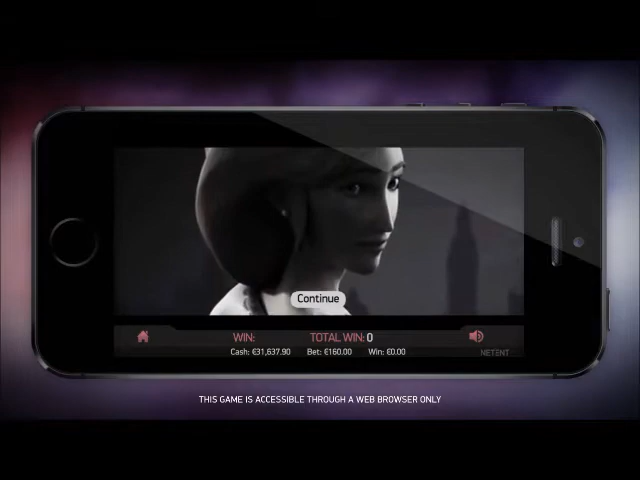 Continue
WIN:
TOTAL WIN: 0
Cash: €31,637.90 Bet: €160.00 Win: €0.00
NETENT
THIS GAME IS ACCESSIBLE THROUGH A WEB BROWSER ONLY